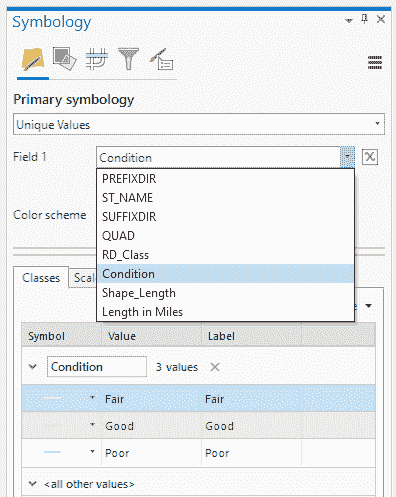 Symbology
Primary symbology
Unique Values
Field 1 Condition
PREFIXDIR
ST_NAME
SUFFIXDIR
QUAD
RD_Class
Condition
Shape_Length
Length in Miles
Color scheme
Classes
Symbol Value Label
Condition 3 values
Fair Fair
Good Good
Poor Poor
<all other values>